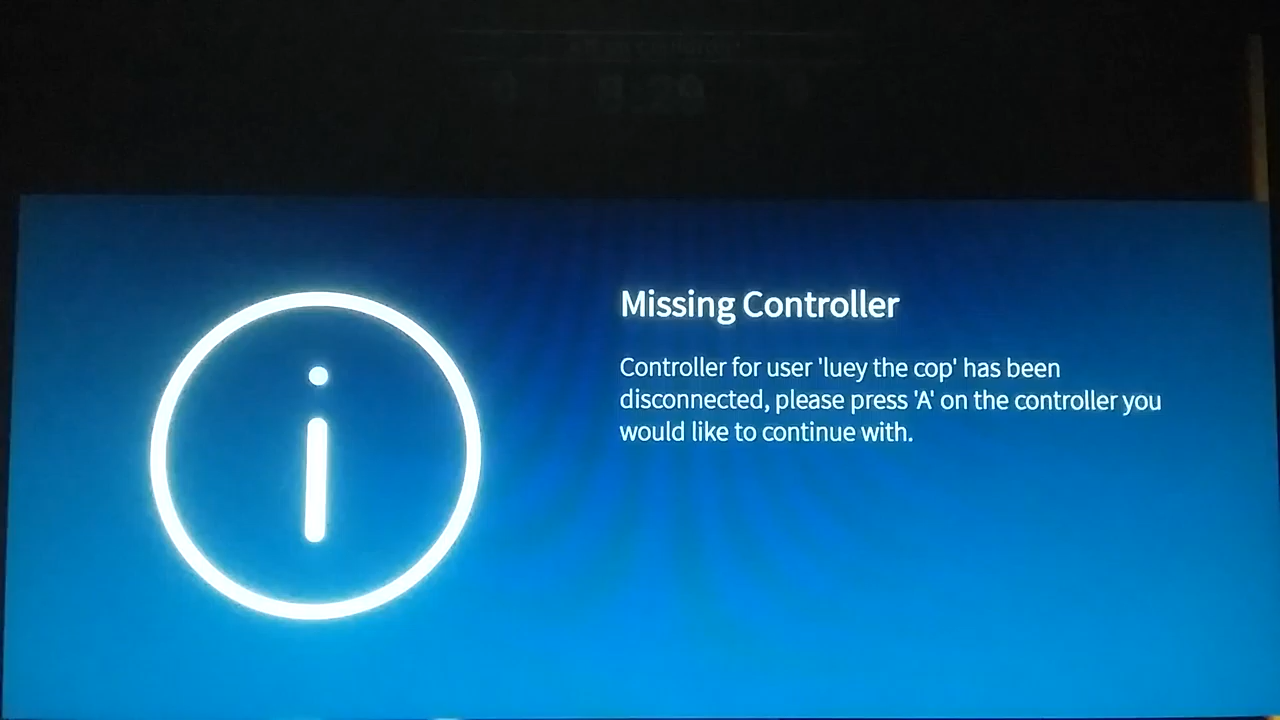 Missing Controller
Controller for user 'luey the cop' has been
disconnected, please press 'A' on the controller you
would like to continue with.